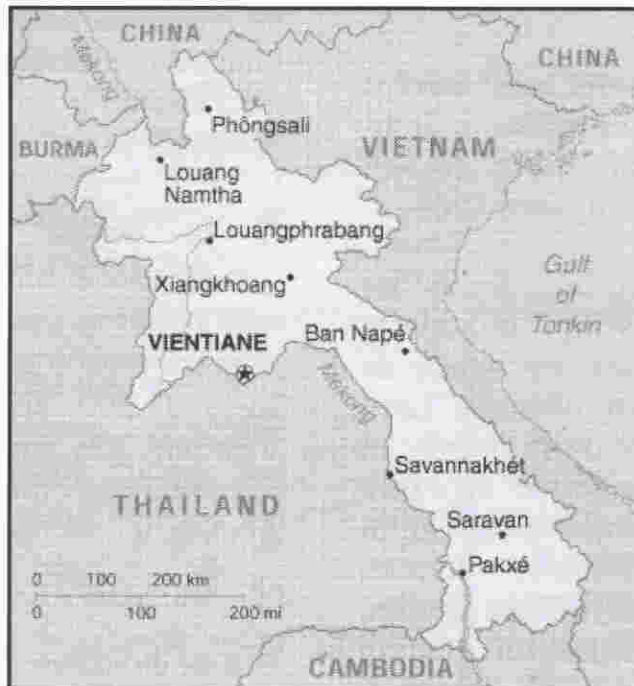 CHINA
CHINA
Mekong
Phôngsali
BURMA
VIETNAM
Louang
Namtha
Louangphrabang
Gulf
of
Tonkin
Xiangkhoang
Ban Napé
VIENTIANE
Mekong
Savannakhét
THAILAND
Saravan
Pakxé
0 100 200 km
0 100 200 mi
CAMBODIA